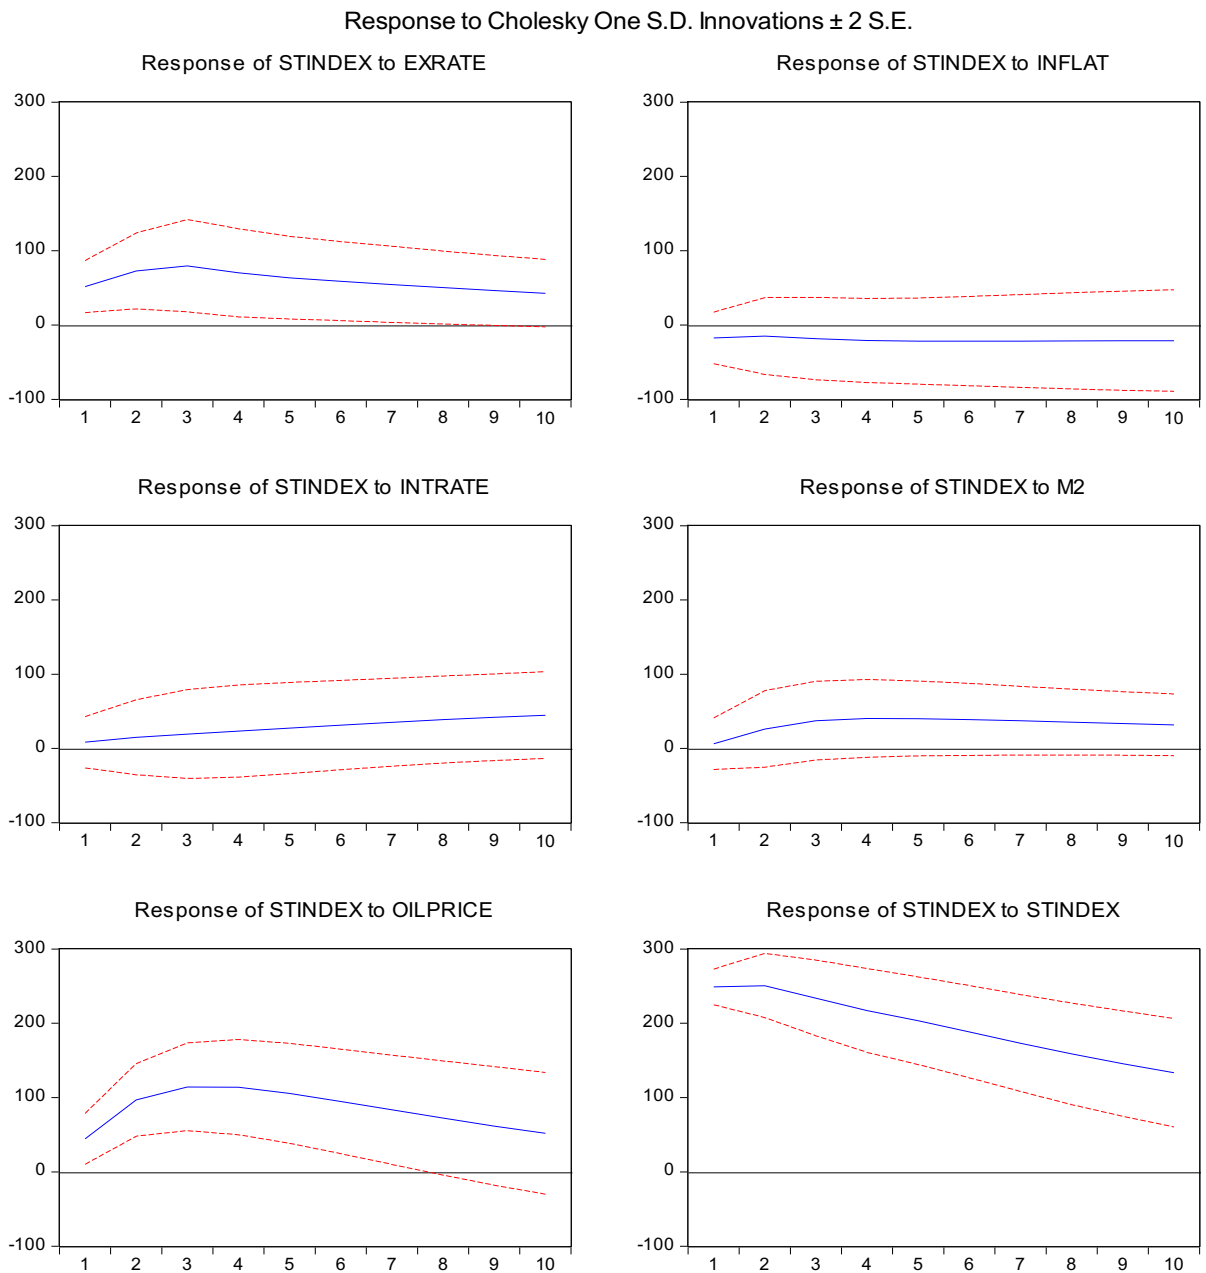 Response to Cholesky One S.D. Innovations ± 2 S.E.
Response of STINDEX to EXRATE
300
200
100
0
-100
1 2 3 4 5 6 7 8 9 10
Response of STINDEX to INFLAT
300
200
100
0
-100
1 2 3 4 5 6 7 8 9 10
Response of STINDEX to INTRATE
300
200
100
0
-100
1 2 3 4 5 6 7 8 9 10
Response of STINDEX to M2
300
200
100
0
-100
1 2 3 4 5 6 7 8 9 10
Response of STINDEX to OILPRICE
300
200
100
0
-100
1 2 3 4 5 6 7 8 9 10
Response of STINDEX to STINDEX
300
200
100
0
-100
1 2 3 4 5 6 7 8 9 10